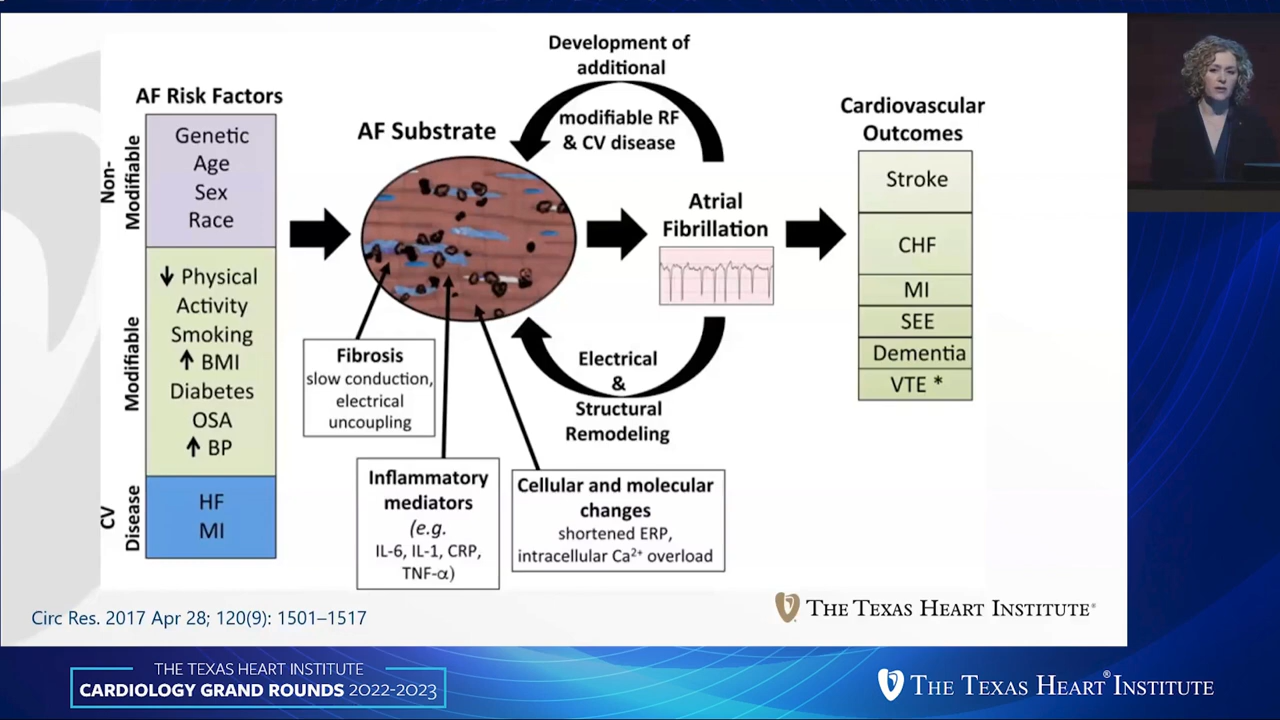 AF Risk Factors
Non-
Modifiable
Genetic
Age
Sex
Race
Modifiable
↓ Physical
Activity
Smoking
↑ BMI
Diabetes
OSA
↑ BP
CV
Disease
HF
MI
AF Substrate
Fibrosis
slow conduction,
electrical
uncoupling
Inflammatory
mediators
(e.g.
IL-6, IL-1, CRP,
TNF-α)
Cellular and molecular
changes
shortened ERP,
intracellular Ca²⁺ overload
Development of
additional
modifiable RF
& CV disease
Atrial
Fibrillation
Electrical
&
Structural
Remodeling
Cardiovascular
Outcomes
Stroke
CHF
MI
SEE
Dementia
VTE *
Circ Res. 2017 Apr 28; 120(9): 1501–1517
THE TEXAS HEART INSTITUTE®
THE TEXAS HEART INSTITUTE
CARDIOLOGY GRAND ROUNDS 2022-2023
THE TEXAS HEART® INSTITUTE